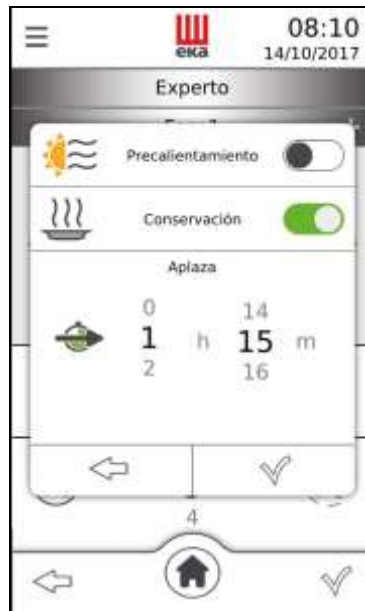 08:10
eka
14/10/2017
Experto
Precalentamiento
Conservación
Aplaza
0 14
1 h 15 m
2 16
4